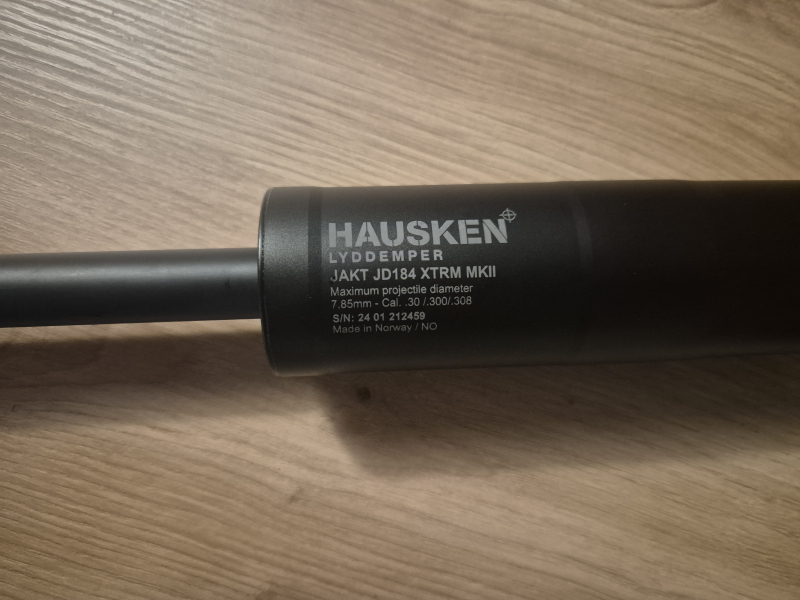 HAUSKEN
LYDDEMPER
JAKT JD184 XTRM MKII
Maximum projectile diameter
7,85mm - Cal. .30 /.300/.308
S/N: 24 01 212459
Made in Norway / NO